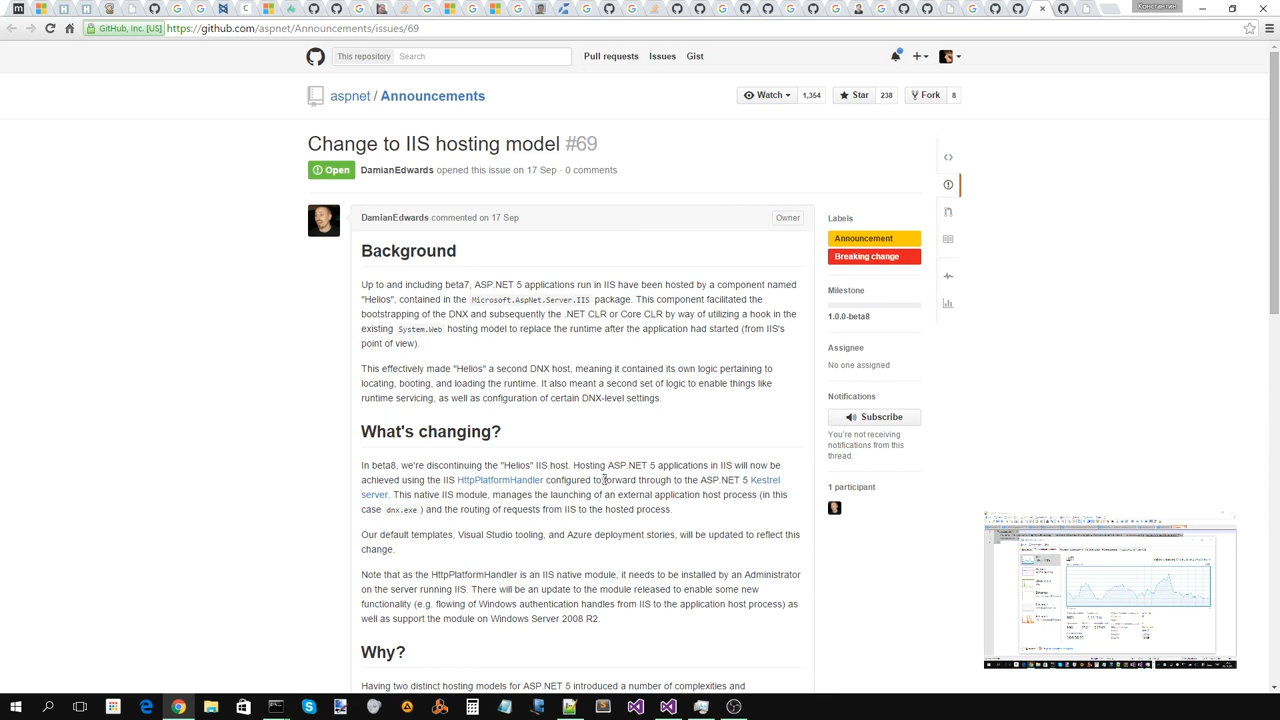 Константин
GitHub, Inc. [US] https://github.com/aspnet/Announcements/issues/69
This repository Search Pull requests Issues Gist
aspnet / Announcements
Watch 1,354 Star 238 Fork 8
Change to IIS hosting model #69
Open DamianEdwards opened this issue on 17 Sep · 0 comments
DamianEdwards commented on 17 Sep Owner
Background
Up to and including beta7, ASP.NET 5 applications run in IIS have been hosted by a component named
"Helios", contained in the Microsoft.AspNet.Server.IIS package. This component facilitated the
bootstrapping of the DNX and subsequently the .NET CLR or Core CLR by way of utilizing a hook in the
existing System.Web hosting model to replace the runtime after the application had started (from IIS's
point of view).
This effectively made "Helios" a second DNX host, meaning it contained its own logic pertaining to
locating, booting, and loading the runtime. It also meant a second set of logic to enable things like
runtime servicing, as well as configuration of certain DNX-level settings.
What's changing?
In beta8, we're discontinuing the "Helios" IIS host. Hosting ASP.NET 5 applications in IIS will now be
achieved using the IIS HttpPlatformHandler configured to forward through to the ASP.NET 5 Kestrel
server. This native IIS module, manages the launching of an external application host process (in this
case dnx.exe ) and the routing of requests from IIS to the hosted process.
Our default templates, Visual Studio tooling, and Azure deployment stories, will be updated to reflect this
change.
Note that as the HttpPlatformHandler is an IIS native module, it needs to be installed by an Administrator
on the server running IIS. There will be an update to the module released to enable some new
functionality (e.g. flowing of Windows authentication handles from IIS to the application host process) as
well as support the module on Windows Server 2008 R2.
Why?
Having two distinct hosting models for ASP.NET 5 introduced a number of complexities and
Labels
Announcement
Breaking change
Milestone
1.0.0-beta8
Assignee
No one assigned
Notifications
Subscribe
You're not receiving
notifications from this
thread.
1 participant